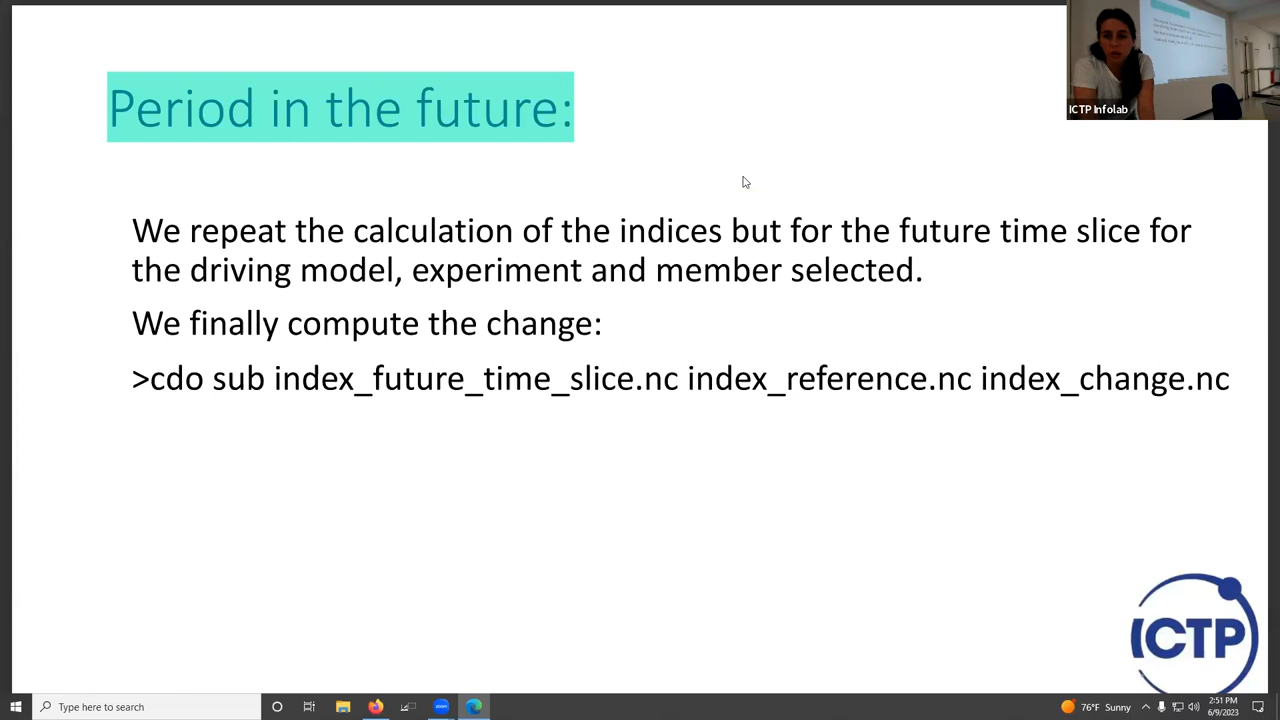 Period in the future:
We repeat the calculation of the indices but for the future time slice for
the driving model, experiment and member selected.
We finally compute the change:
>cdo sub index_future_time_slice.nc index_reference.nc index_change.nc
ICTP Infolab
ICTP
Type here to search
zoom
76°F Sunny
2:51 PM
6/9/2023